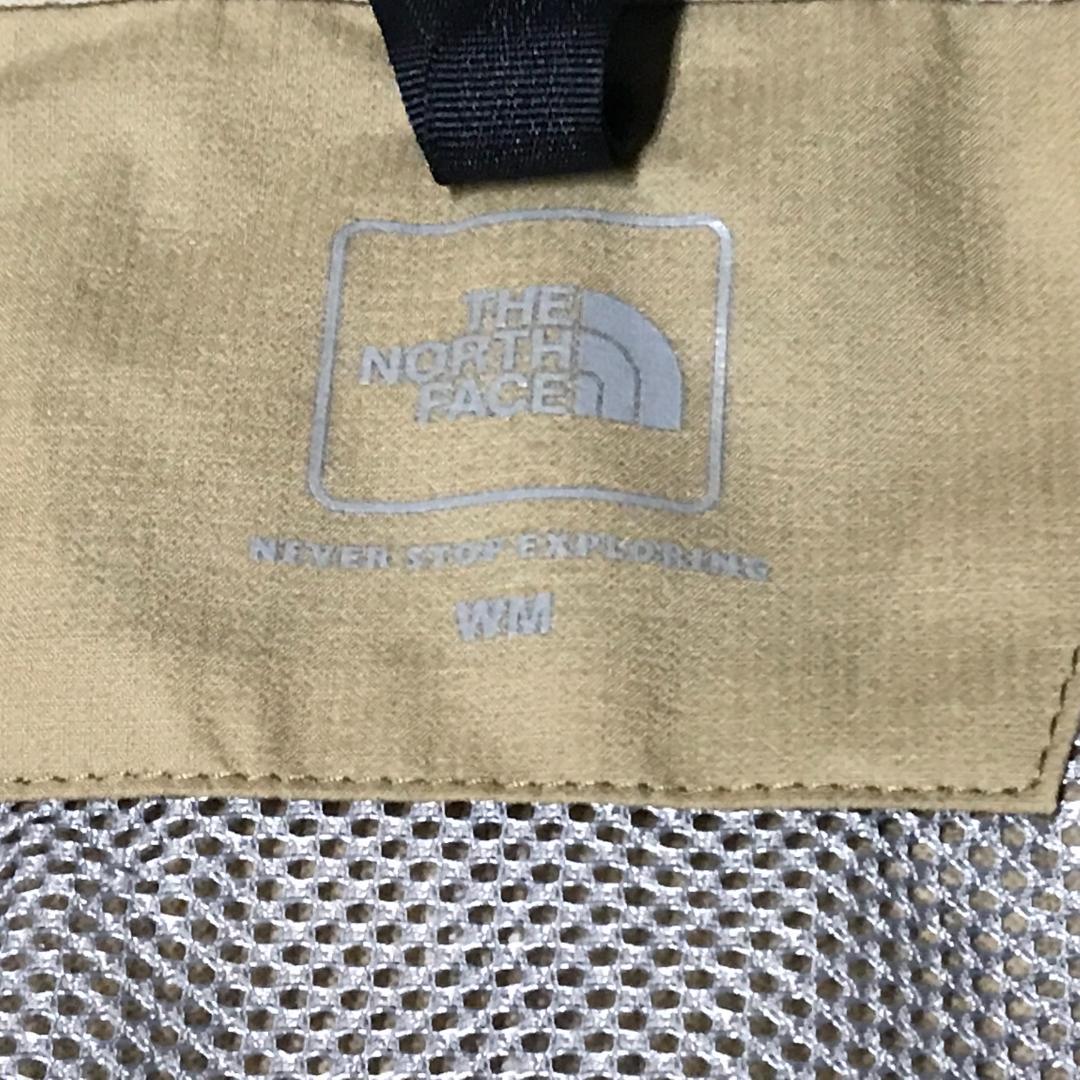 THE
NORTH
FACE
NEVER STOP EXPLORING
WM